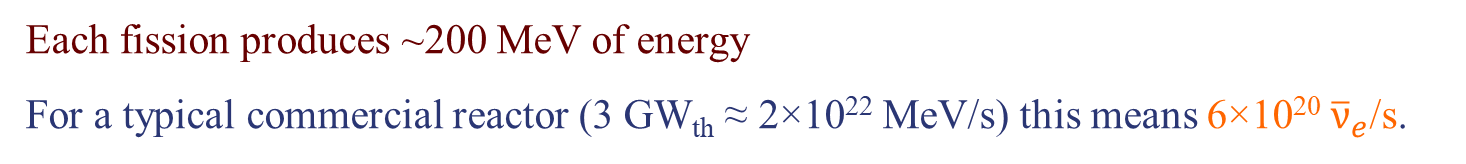 Each fission produces ~200 MeV of energy
For a typical commercial reactor (3 GWₜₕ ≈ 2×10²² MeV/s) this means 6×10²⁰ ν̅ₑ/s.